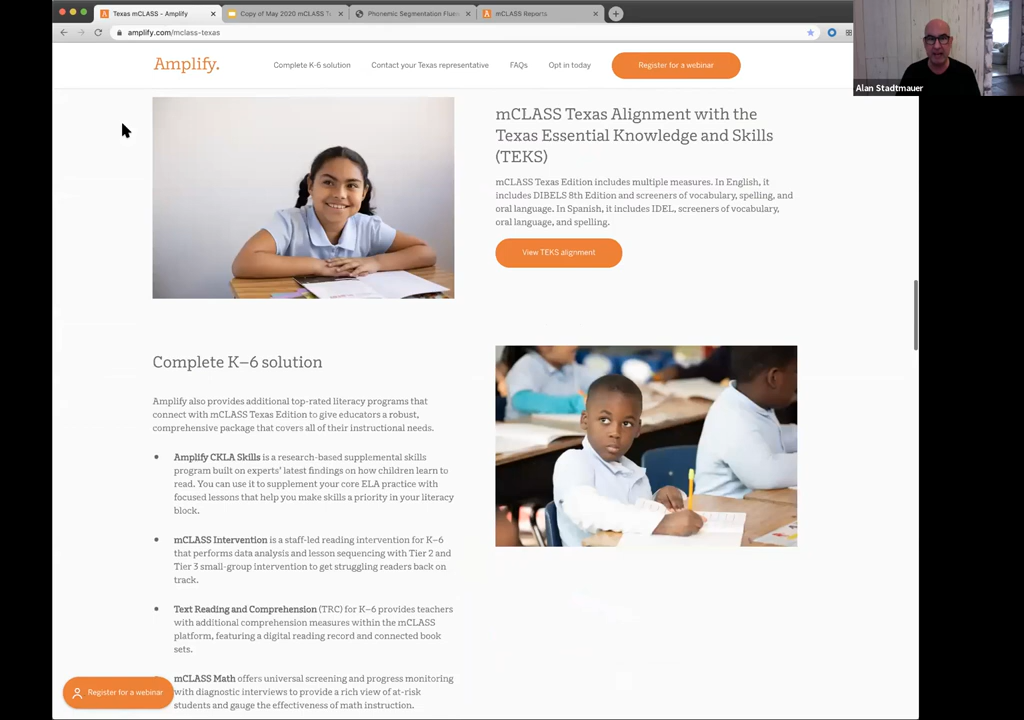 Texas mCLASS - Amplify
Copy of May 2020 mCLASS T
Phonemic Segmentation Fluen
mCLASS Reports
amplify.com/mclass-texas
Amplify.
Complete K-6 solution
Contact your Texas representative
FAQs
Opt in today
Register for a webinar
Alan Stadtmauer
mCLASS Texas Alignment with the
Texas Essential Knowledge and Skills
(TEKS)
mCLASS Texas Edition includes multiple measures. In English, it
includes DIBELS 8th Edition and screeners of vocabulary, spelling, and
oral language. In Spanish, it includes IDEL, screeners of vocabulary,
oral language, and spelling.
View TEKS alignment
Complete K–6 solution
Amplify also provides additional top-rated literacy programs that
connect with mCLASS Texas Edition to give educators a robust,
comprehensive package that covers all of their instructional needs.
• Amplify CKLA Skills is a research-based supplemental skills
program built on experts' latest findings on how children learn to
read. You can use it to supplement your core ELA practice with
focused lessons that help you make skills a priority in your literacy
block.
• mCLASS Intervention is a staff-led reading intervention for K–6
that performs data analysis and lesson sequencing with Tier 2 and
Tier 3 small-group intervention to get struggling readers back on
track.
• Text Reading and Comprehension (TRC) for K–6 provides teachers
with additional comprehension measures within the mCLASS
platform, featuring a digital reading record and connected book
sets.
mCLASS Math offers universal screening and progress monitoring
with diagnostic interviews to provide a rich view of at-risk
students and gauge the effectiveness of math instruction.
Register for a webinar